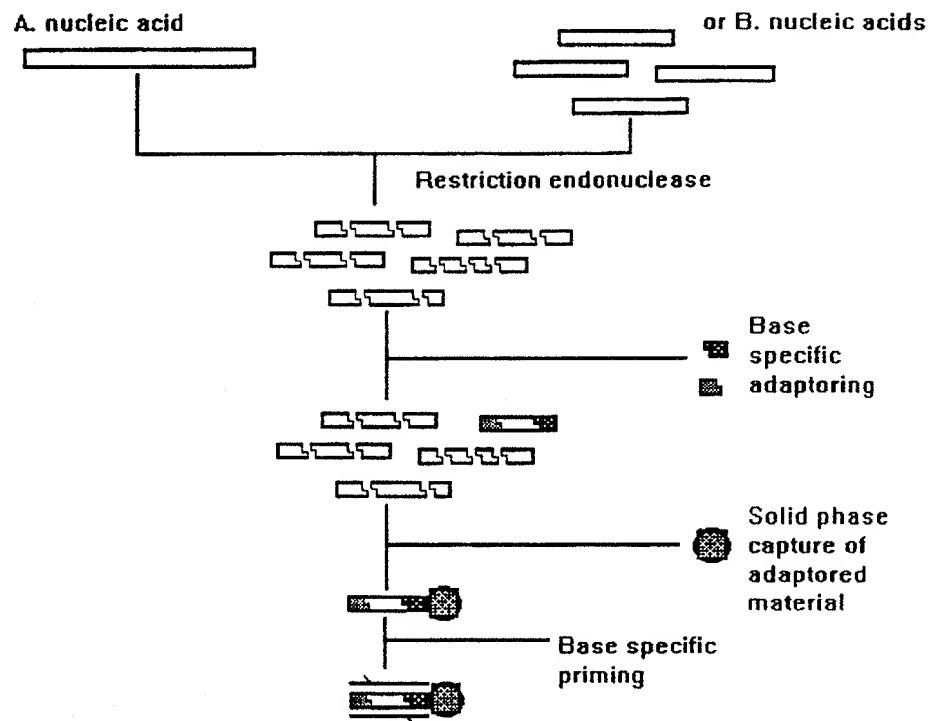 A. nucleic acid
or B. nucleic acids
Restriction endonuclease
Base
specific
adaptoring
Solid phase
capture of
adaptored
material
Base specific
priming